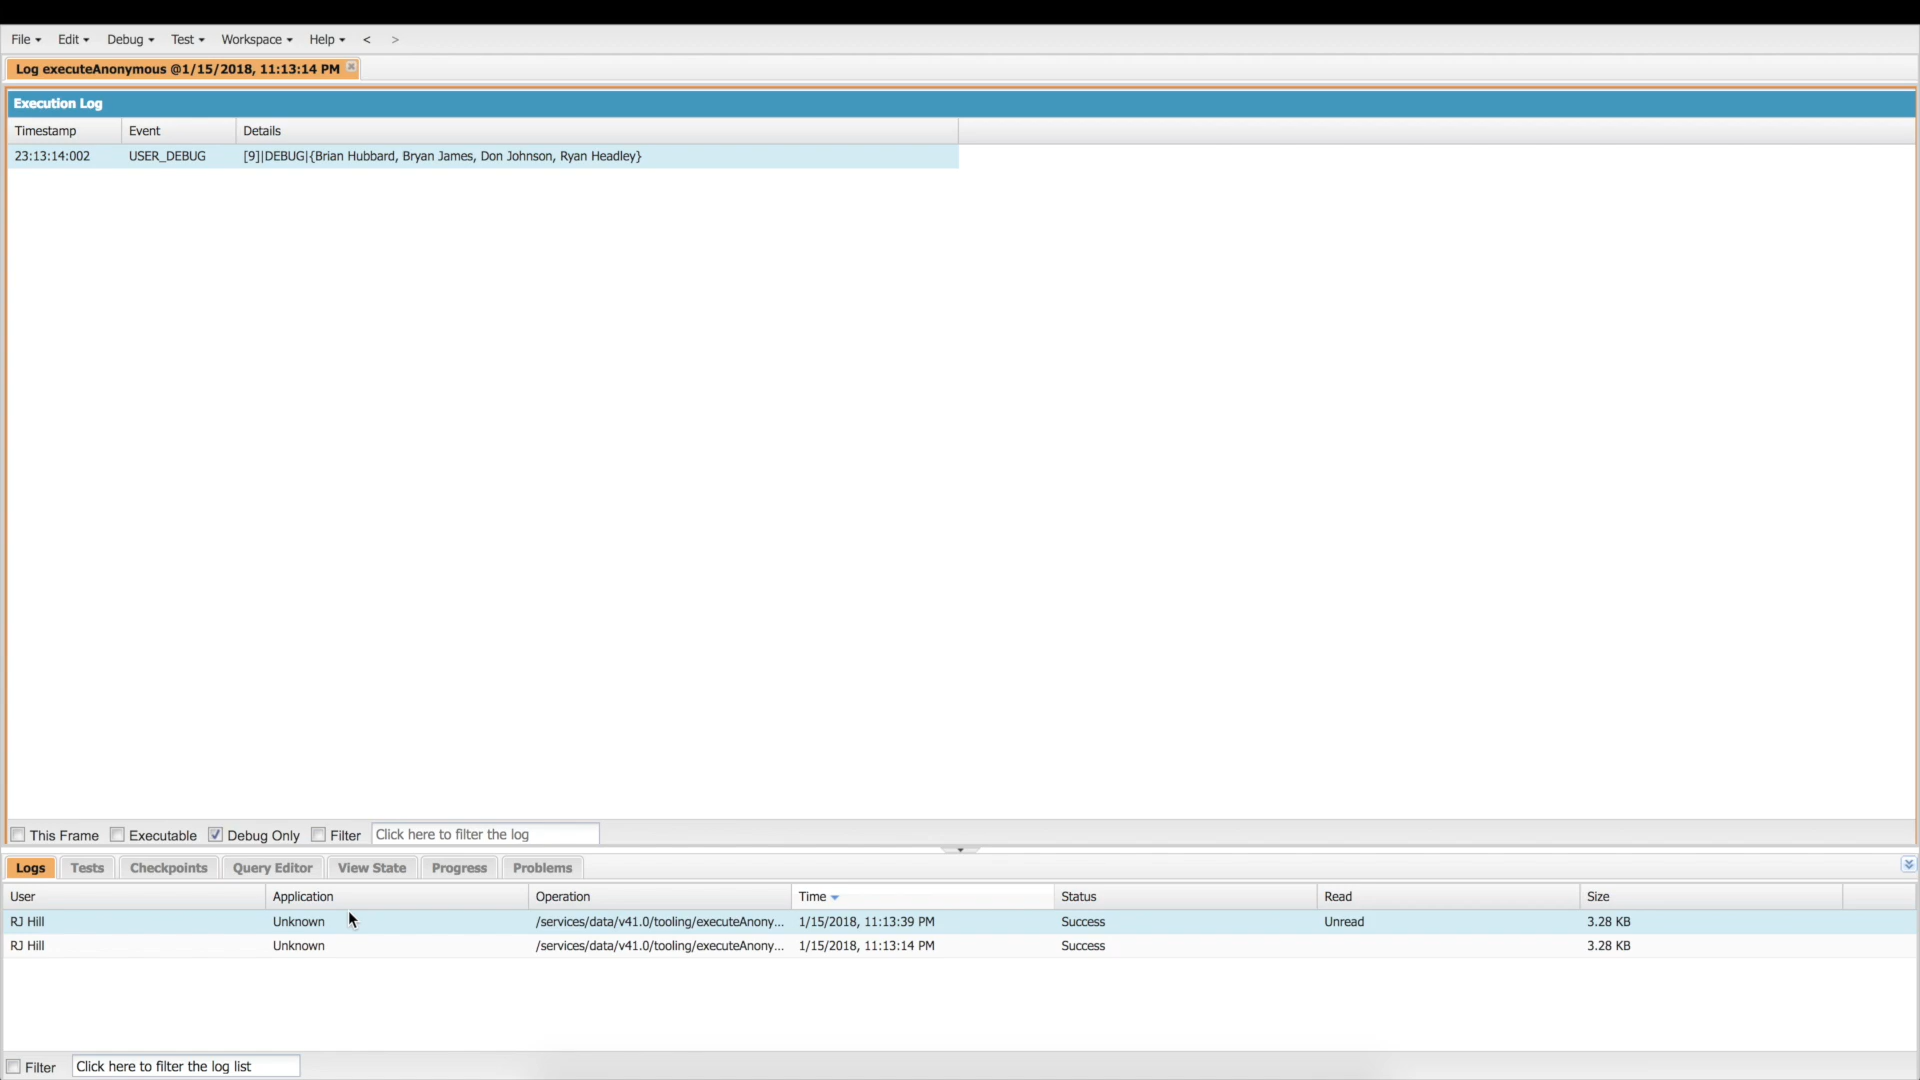 File Edit Debug Test Workspace Help < >
Log executeAnonymous @1/15/2018, 11:13:14 PM
Execution Log
Timestamp Event Details
23:13:14:002 USER_DEBUG [9]|DEBUG|{Brian Hubbard, Bryan James, Don Johnson, Ryan Headley}
This Frame Executable Debug Only Filter Click here to filter the log
Logs Tests Checkpoints Query Editor View State Progress Problems
User Application Operation Time Status Read Size
RJ Hill Unknown /services/data/v41.0/tooling/executeAnony... 1/15/2018, 11:13:39 PM Success Unread 3.28 KB
RJ Hill Unknown /services/data/v41.0/tooling/executeAnony... 1/15/2018, 11:13:14 PM Success 3.28 KB
Filter Click here to filter the log list